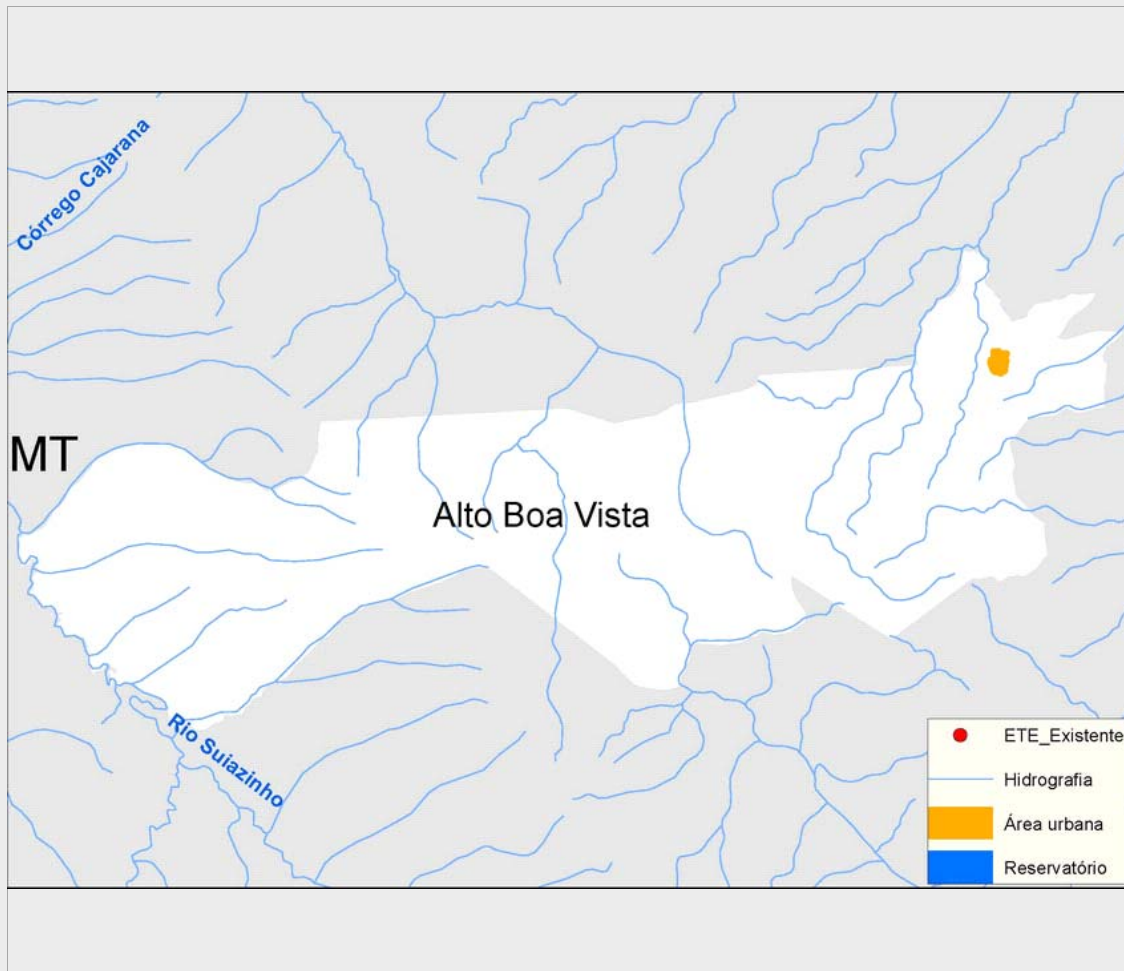 Córrego Cajarana
MT
Alto Boa Vista
Rio Suiazinho
ETE_Existente
Hidrografia
Área urbana
Reservatório